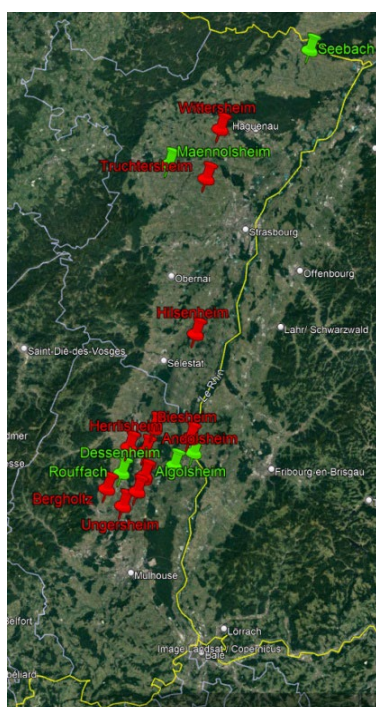 Seebach
Wittersheim
Haguenau
Maennolsheim
Truchtersheim
Strasbourg
Obernai
Offenbourg
Hilsenheim
Lahr/ Schwarzwald
Saint-Dié-des-Vosges
Sélestat
Le Rhin
Biesheim
Herrlisheim
Andolsheim
Dessenheim
Rouffach
Algolsheim
Fribourg-en-Brisgau
Bergholtz
Ungersheim
Mulhouse
Belfort
Lörrach
Image Landsat / Copernicus
Bâle